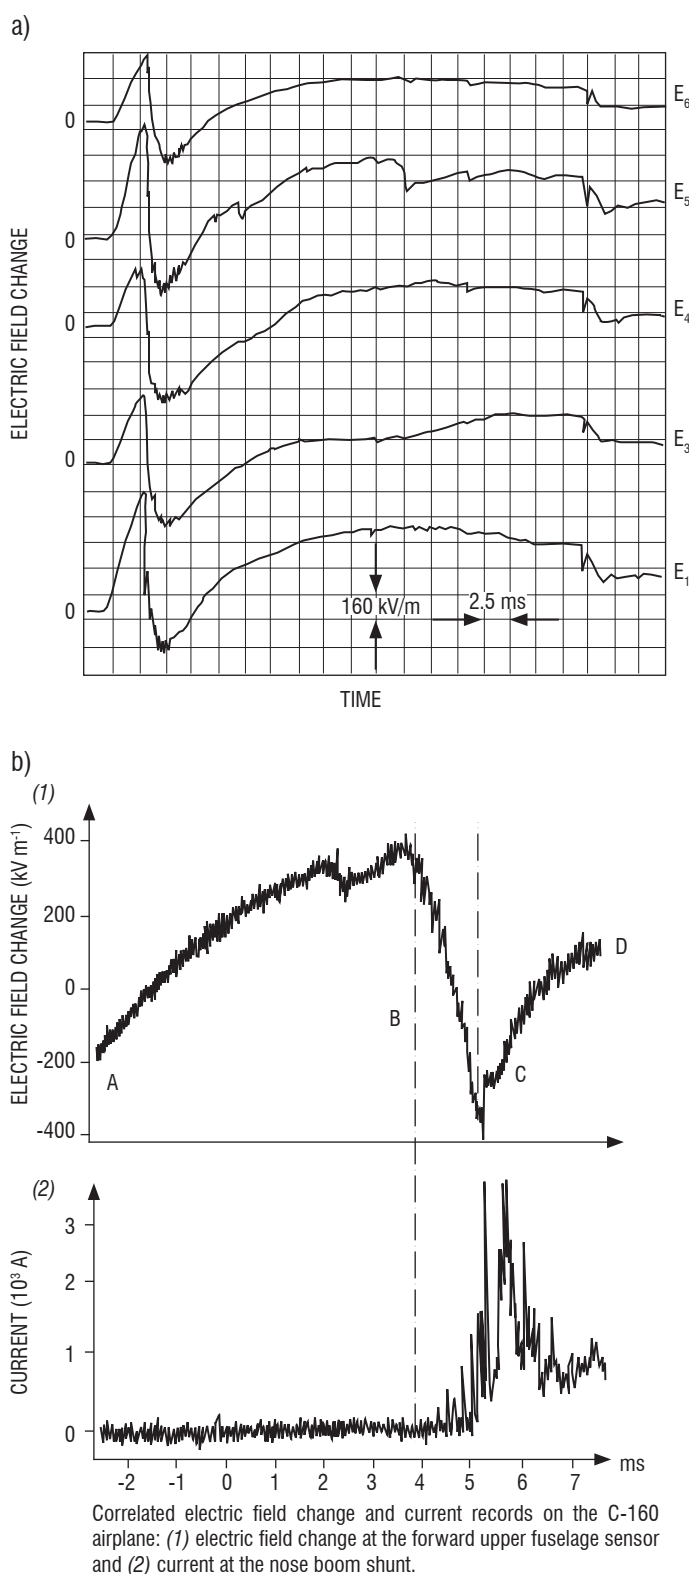 a)
ELECTRIC FIELD CHANGE
0
E6
0
E5
0
E4
0
E3
0
E1
160 kV/m
2.5 ms
TIME
b)
(1)
ELECTRIC FIELD CHANGE (kV m-1)
400
200
0
-200
-400
A
B
C
D
(2)
CURRENT (10³ A)
3
2
1
0
-2 -1 0 1 2 3 4 5 6 7 ms
Correlated electric field change and current records on the C-160
airplane: (1) electric field change at the forward upper fuselage sensor
and (2) current at the nose boom shunt.